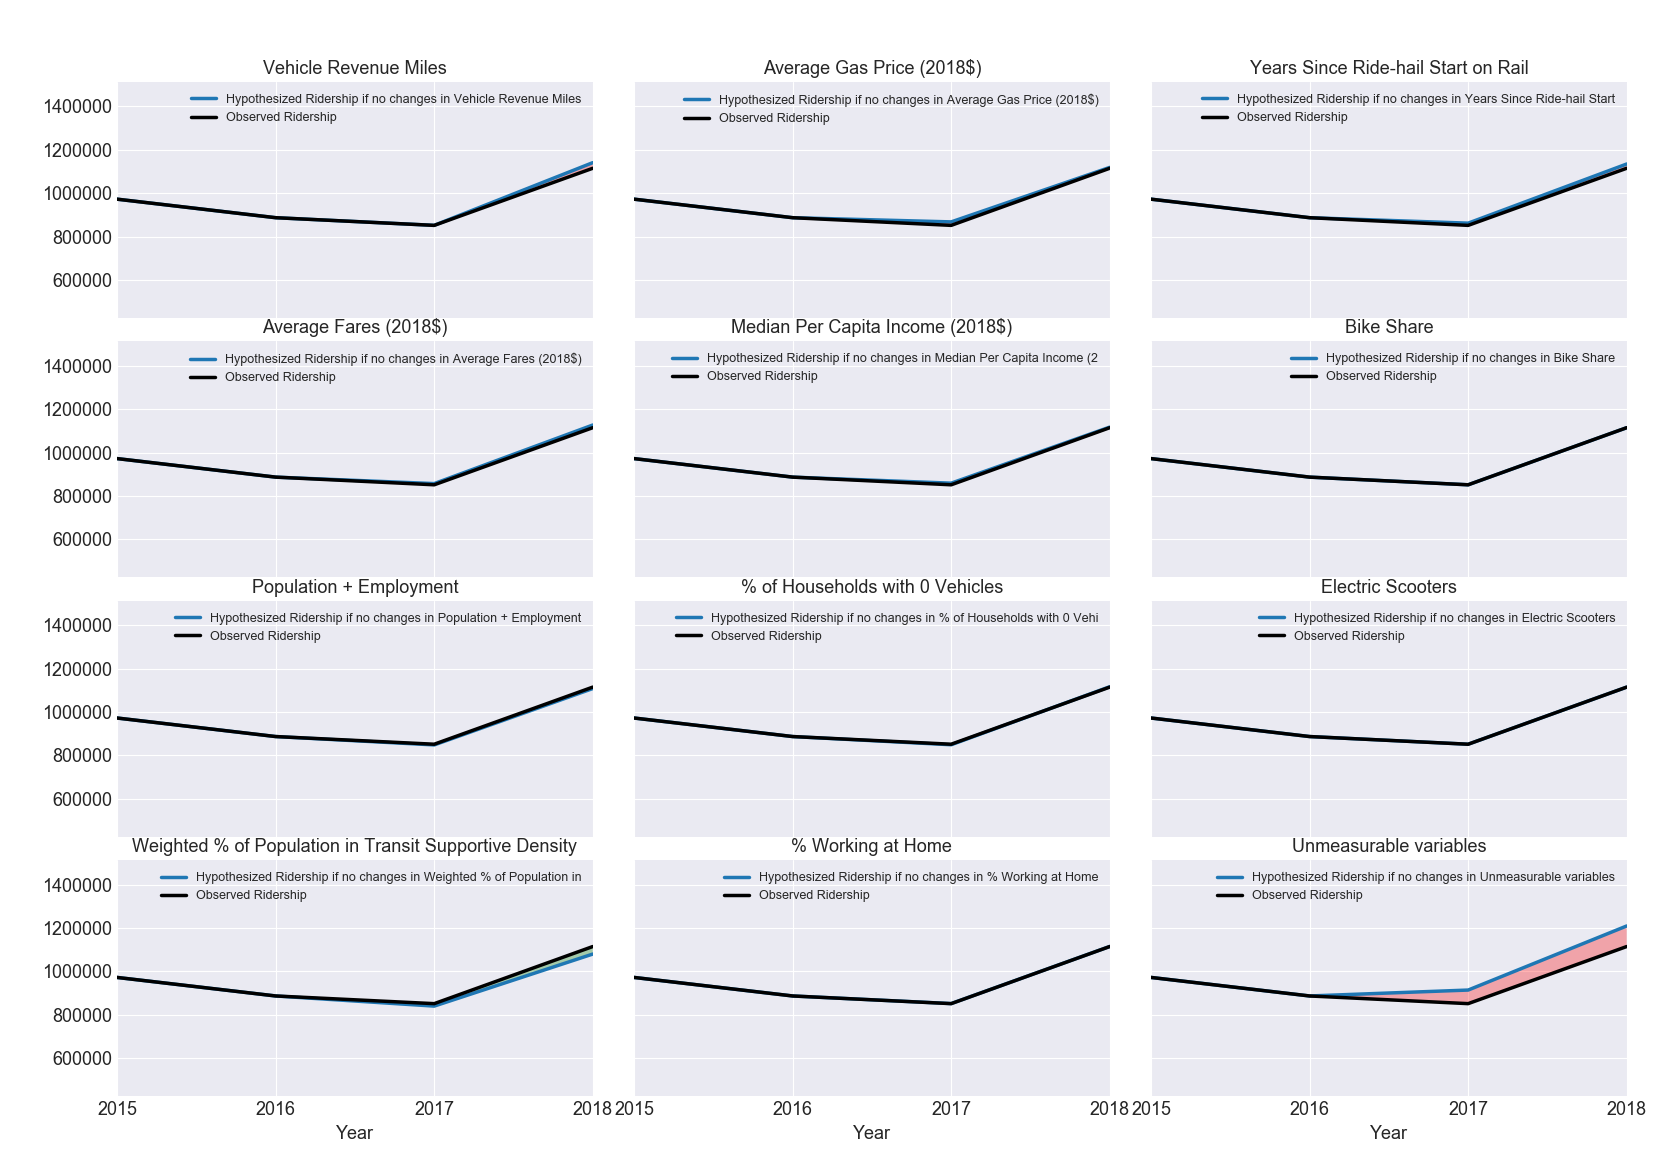 Vehicle Revenue Miles
Hypothesized Ridership if no changes in Vehicle Revenue Miles
Observed Ridership
1400000
1200000
1000000
800000
600000
Average Gas Price (2018$)
Hypothesized Ridership if no changes in Average Gas Price (2018$)
Observed Ridership
Years Since Ride-hail Start on Rail
Hypothesized Ridership if no changes in Years Since Ride-hail Start
Observed Ridership
Average Fares (2018$)
Hypothesized Ridership if no changes in Average Fares (2018$)
Observed Ridership
1400000
1200000
1000000
800000
600000
Median Per Capita Income (2018$)
Hypothesized Ridership if no changes in Median Per Capita Income (2
Observed Ridership
Bike Share
Hypothesized Ridership if no changes in Bike Share
Observed Ridership
Population + Employment
Hypothesized Ridership if no changes in Population + Employment
Observed Ridership
1400000
1200000
1000000
800000
600000
% of Households with 0 Vehicles
Hypothesized Ridership if no changes in % of Households with 0 Vehi
Observed Ridership
Electric Scooters
Hypothesized Ridership if no changes in Electric Scooters
Observed Ridership
Weighted % of Population in Transit Supportive Density
Hypothesized Ridership if no changes in Weighted % of Population in
Observed Ridership
1400000
1200000
1000000
800000
600000
2015 2016 2017 2018
Year
% Working at Home
Hypothesized Ridership if no changes in % Working at Home
Observed Ridership
2015 2016 2017 2018
Year
Unmeasurable variables
Hypothesized Ridership if no changes in Unmeasurable variables
Observed Ridership
2015 2016 2017 2018
Year